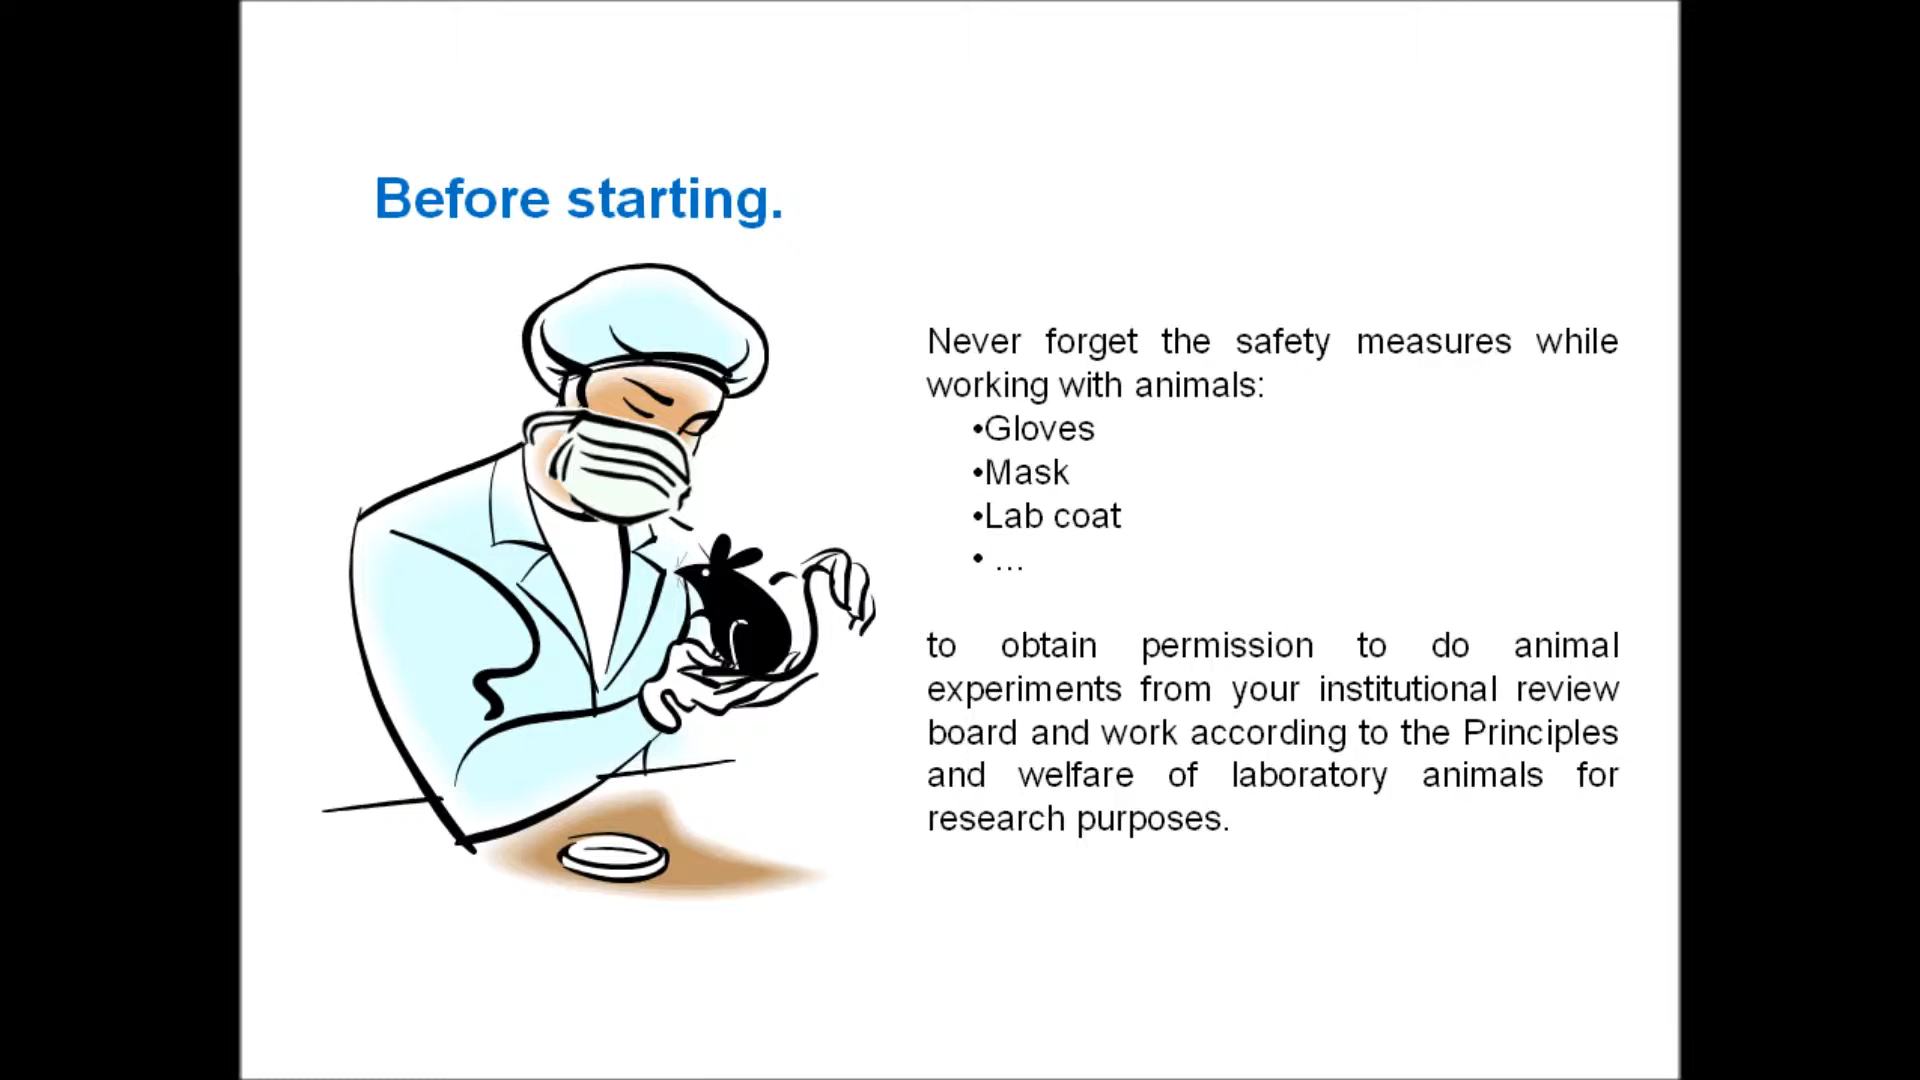 Before starting.
Never forget the safety measures while
working with animals:
•Gloves
•Mask
•Lab coat
• ...
to obtain permission to do animal
experiments from your institutional review
board and work according to the Principles
and welfare of laboratory animals for
research purposes.